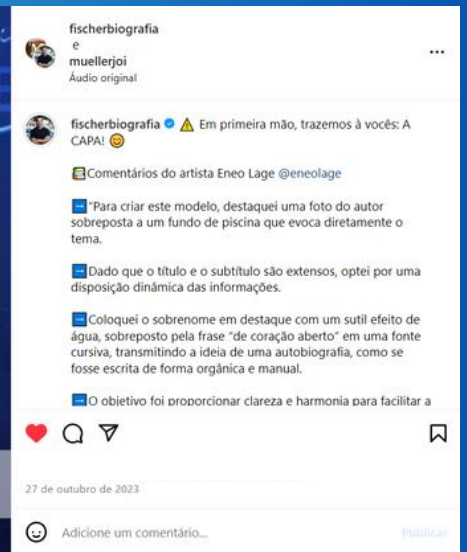 fischerbiografia
e
muellerjoi
Áudio original
fischerbiografia ⚠️ Em primeira mão, trazemos à vocês: A
CAPA! 😊
Comentários do artista Eneo Lage @eneolage
➡️"Para criar este modelo, destaquei uma foto do autor
sobreposta a um fundo de piscina que evoca diretamente o
tema.
➡️Dado que o título e o subtítulo são extensos, optei por uma
disposição dinâmica das informações.
➡️Coloquei o sobrenome em destaque com um sutil efeito de
água, sobreposto pela frase "de coração aberto" em uma fonte
cursiva, transmitindo a ideia de uma autobiografia, como se
fosse escrita de forma orgânica e manual.
➡️O objetivo foi proporcionar clareza e harmonia para facilitar a
27 de outubro de 2023
Adicione um comentário...
Publicar